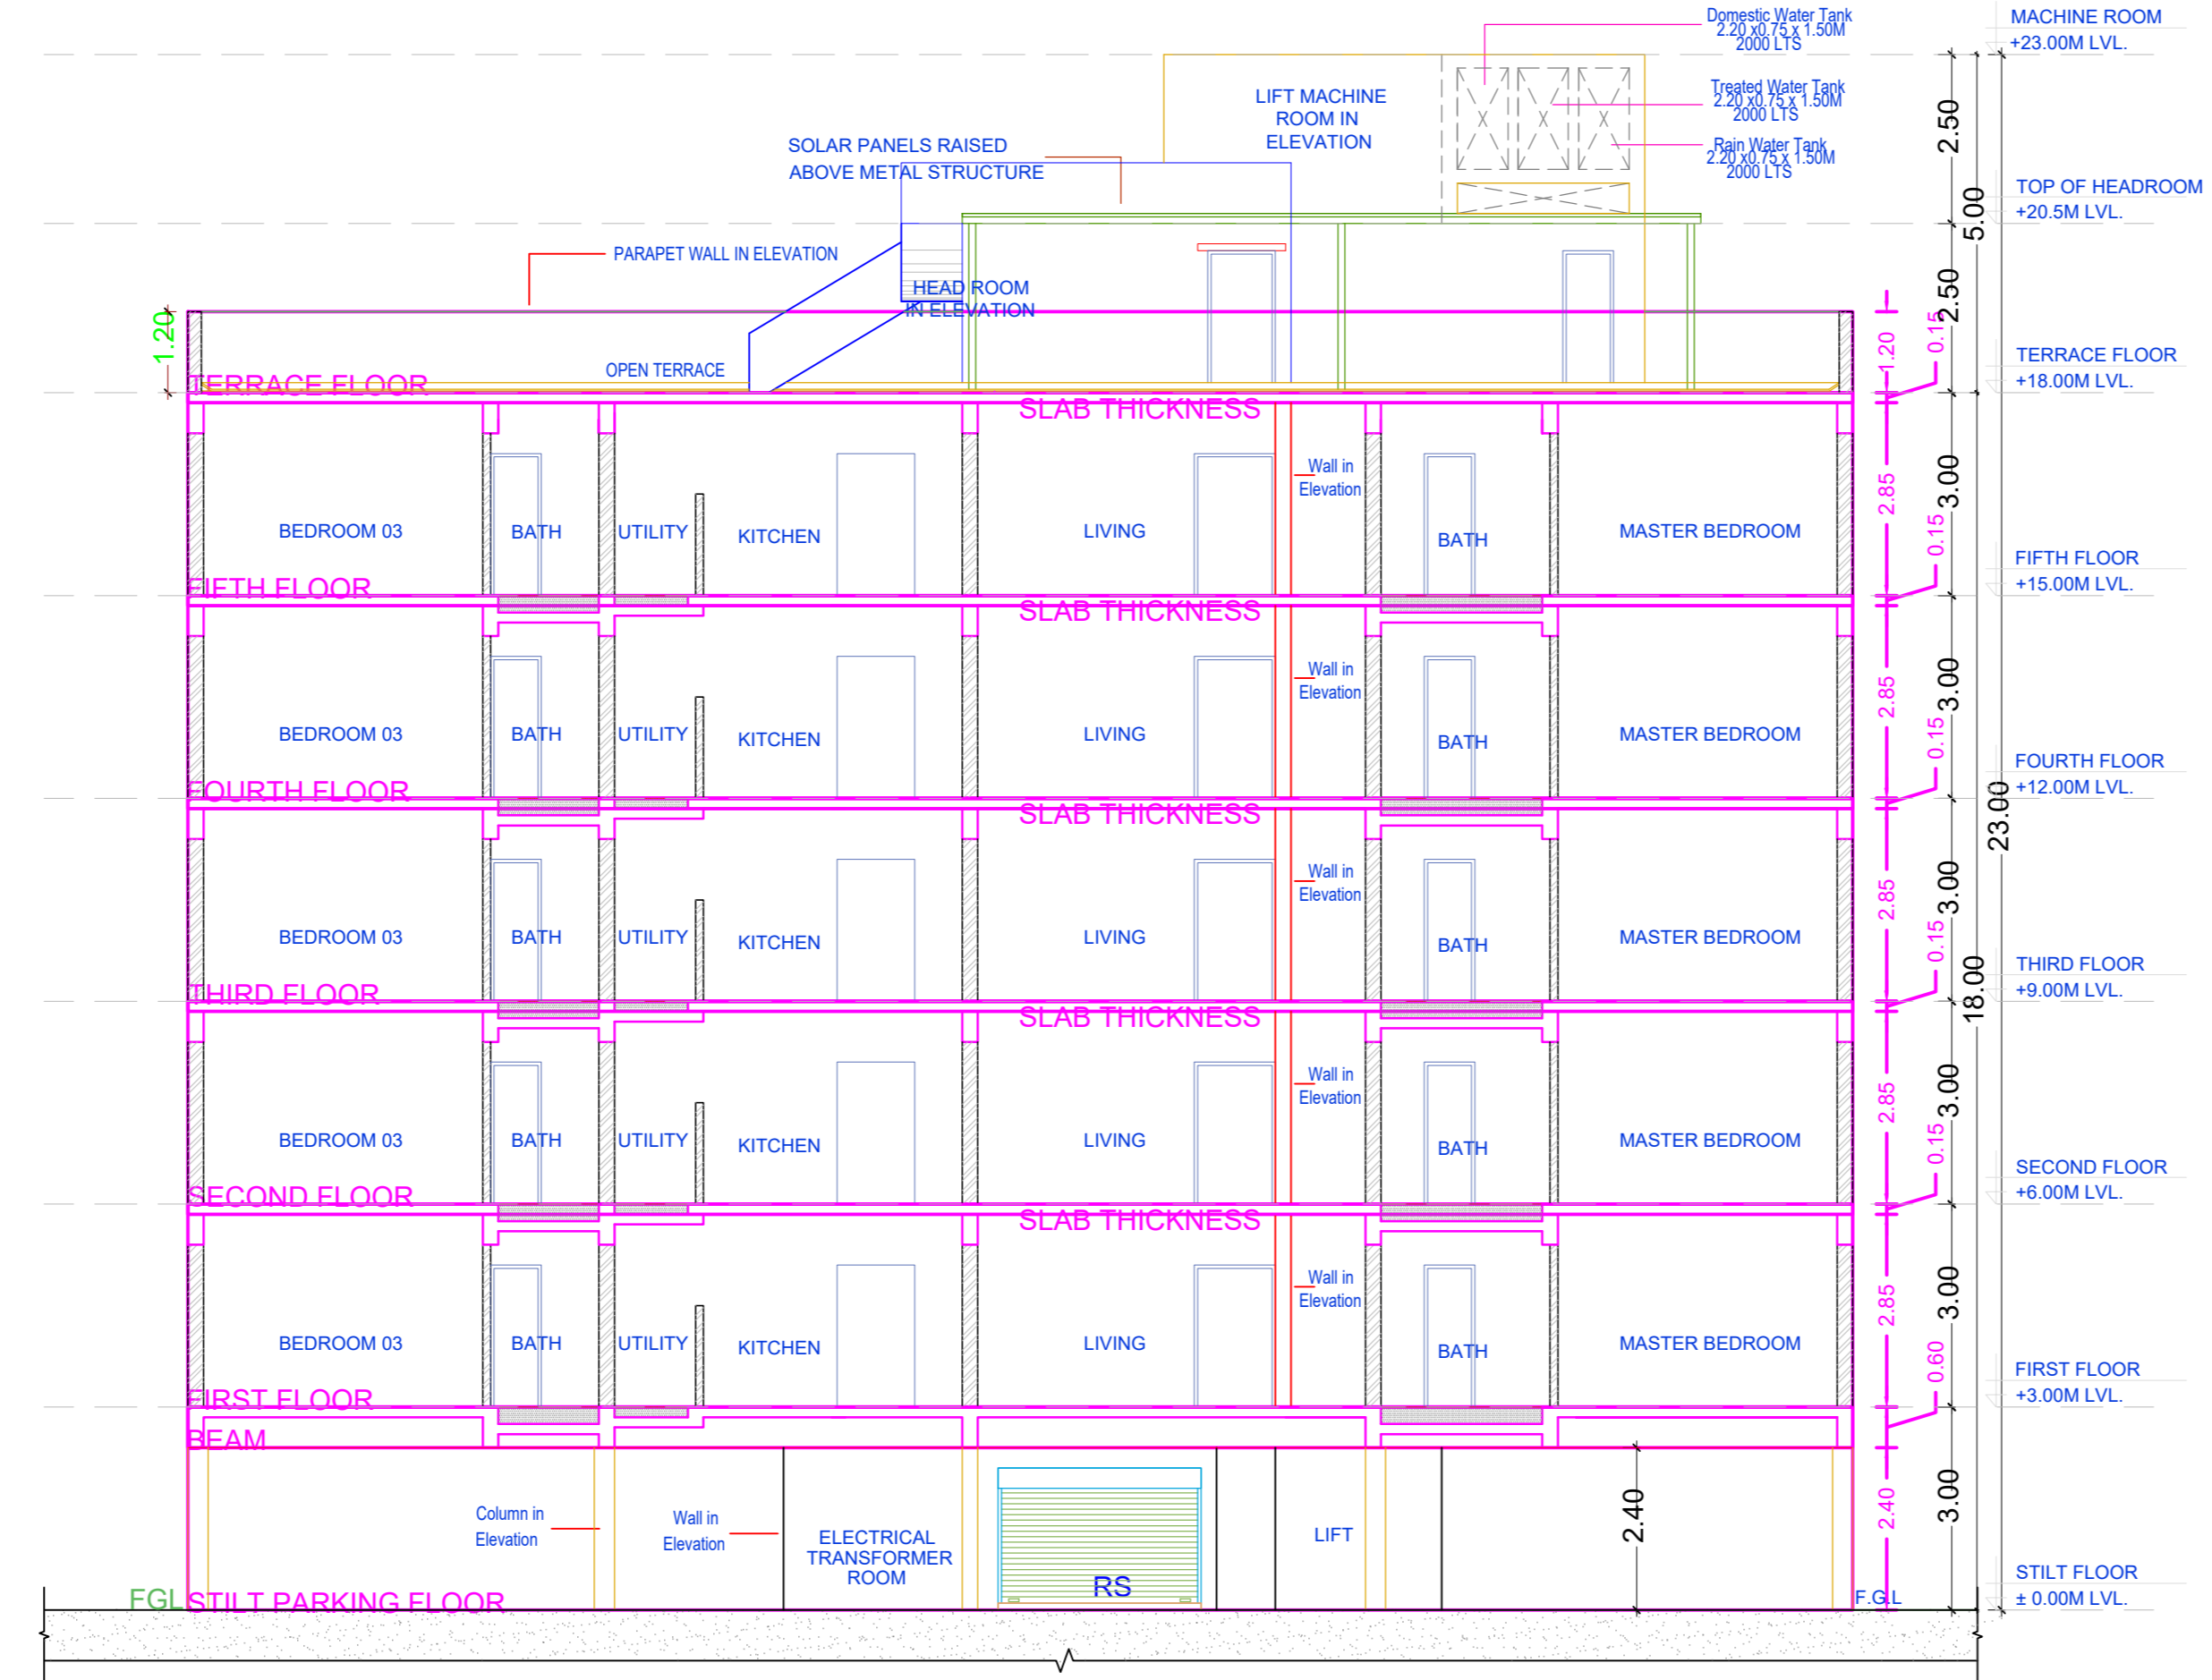 Domestic Water Tank
2.20 x0.75 x 1.50M
2000 LTS
MACHINE ROOM
+23.00M LVL.
LIFT MACHINE
ROOM IN
ELEVATION
Treated Water Tank
2.20 x0.75 x 1.50M
2000 LTS
2.50
SOLAR PANELS RAISED
ABOVE METAL STRUCTURE
Rain Water Tank
2.20 x0.75 x 1.50M
2000 LTS
TOP OF HEADROOM
+20.5M LVL.
5.00
PARAPET WALL IN ELEVATION
HEAD ROOM
IN ELEVATION
2.50
1.20
1.20
0.15
OPEN TERRACE
TERRACE FLOOR
TERRACE FLOOR
+18.00M LVL.
SLAB THICKNESS
Wall in
Elevation
2.85
3.00
BEDROOM 03
BATH
UTILITY
KITCHEN
LIVING
BATH
MASTER BEDROOM
0.15
FIFTH FLOOR
FIFTH FLOOR
+15.00M LVL.
SLAB THICKNESS
Wall in
Elevation
2.85
3.00
BEDROOM 03
BATH
UTILITY
KITCHEN
LIVING
BATH
MASTER BEDROOM
0.15
FOURTH FLOOR
FOURTH FLOOR
+12.00M LVL.
23.00
SLAB THICKNESS
Wall in
Elevation
2.85
3.00
BEDROOM 03
BATH
UTILITY
KITCHEN
LIVING
BATH
MASTER BEDROOM
0.15
THIRD FLOOR
THIRD FLOOR
+9.00M LVL.
18.00
SLAB THICKNESS
Wall in
Elevation
2.85
3.00
BEDROOM 03
BATH
UTILITY
KITCHEN
LIVING
BATH
MASTER BEDROOM
0.15
SECOND FLOOR
SECOND FLOOR
+6.00M LVL.
SLAB THICKNESS
Wall in
Elevation
2.85
3.00
BEDROOM 03
BATH
UTILITY
KITCHEN
LIVING
BATH
MASTER BEDROOM
0.60
FIRST FLOOR
FIRST FLOOR
+3.00M LVL.
BEAM
Column in
Elevation
Wall in
Elevation
ELECTRICAL
TRANSFORMER
ROOM
LIFT
2.40
2.40
3.00
RS
FGL
STILT PARKING FLOOR
F.G.L
STILT FLOOR
± 0.00M LVL.